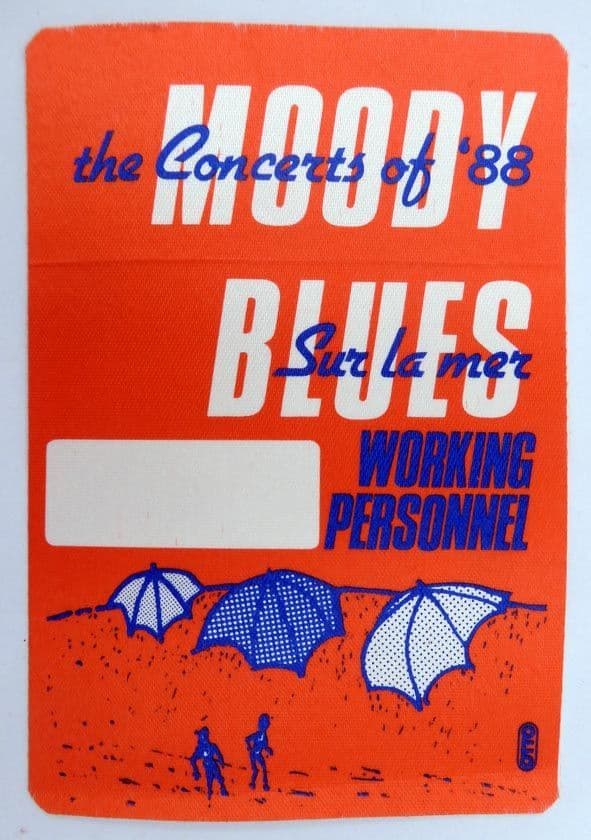 MOODY
the Concerts of '88
BLUES
Sur la mer
WORKING
PERSONNEL
OTTO